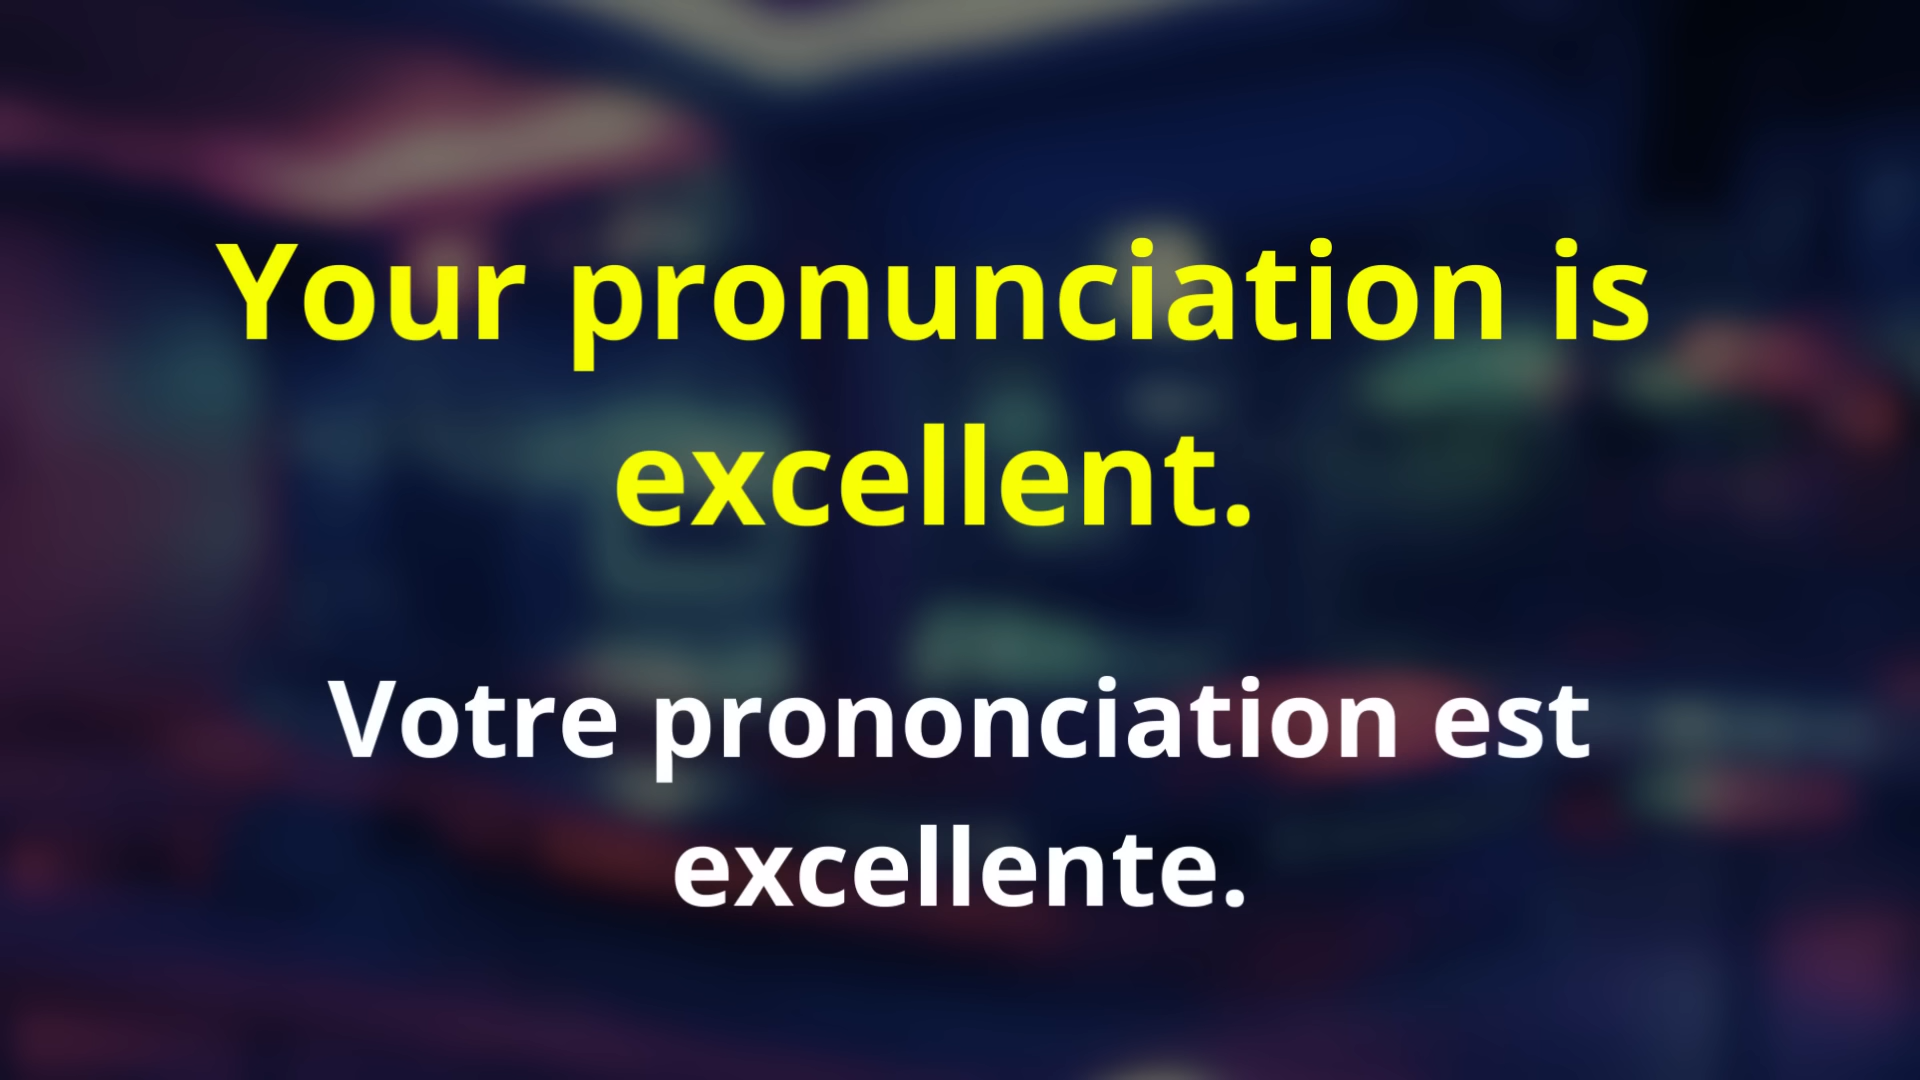 Your pronunciation is
excellent.
Votre prononciation est
excellente.